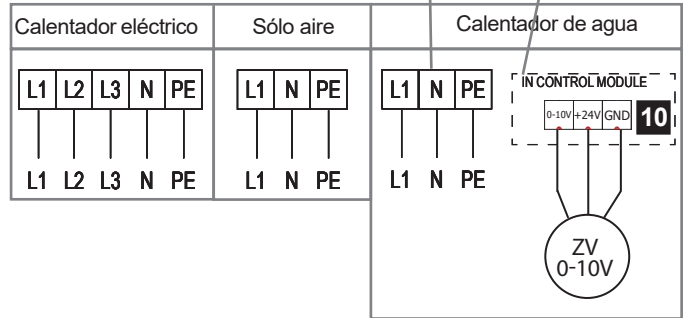 Calentador eléctrico
L1 L2 L3 N PE
L1 L2 L3 N PE
Sólo aire
L1 N PE
L1 N PE
Calentador de agua
L1 N PE
L1 N PE
IN CONTROL MODULE
0-10V +24V GND 10
ZV
0-10V